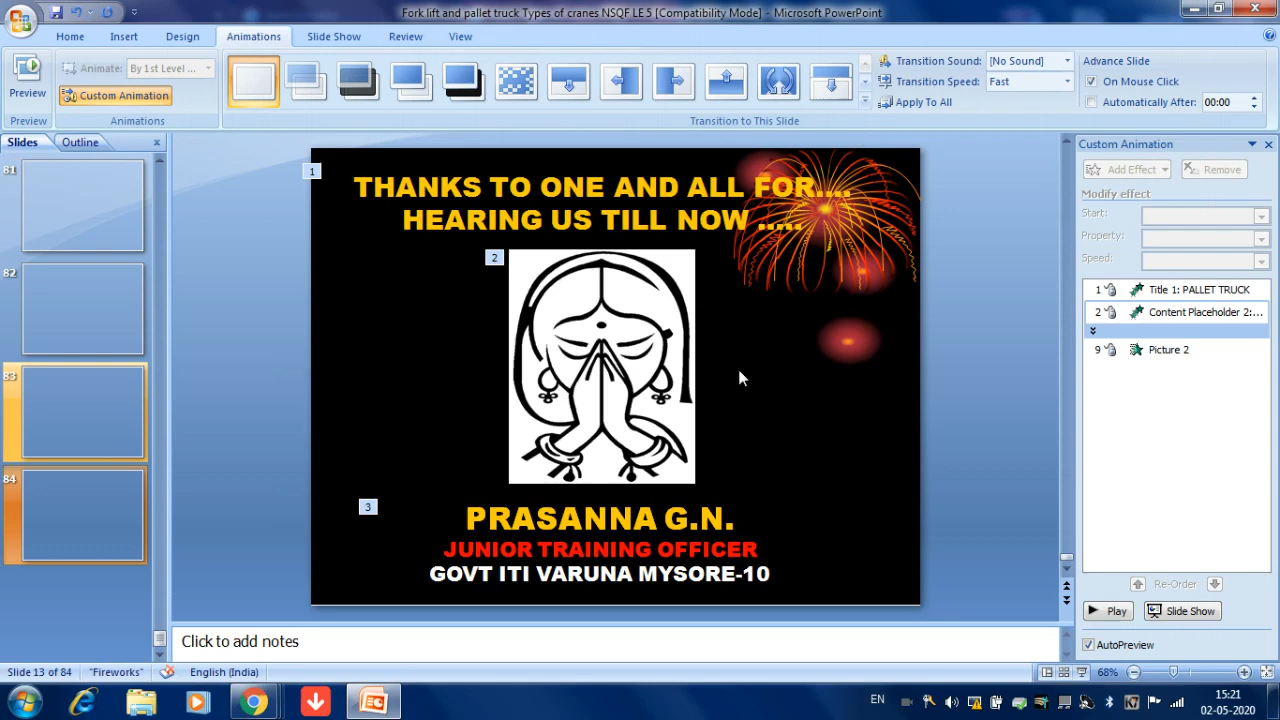 Fork lift and pallet truck Types of cranes NSQF LE 5 [Compatibility Mode] - Microsoft PowerPoint
Home Insert Design Animations Slide Show Review View
Preview
Animate: By 1st Level ...
Custom Animation
Transition Sound: [No Sound]
Transition Speed: Fast
Apply To All
Advance Slide
On Mouse Click
Automatically After: 00:00
Preview Animations Transition to This Slide
Slides Outline
81
82
83
84
1
THANKS TO ONE AND ALL FOR....
HEARING US TILL NOW .....
2
3
PRASANNA G.N.
JUNIOR TRAINING OFFICER
GOVT ITI VARUNA MYSORE-10
Click to add notes
Custom Animation
Add Effect Remove
Modify effect
Start:
Property:
Speed:
1 Title 1: PALLET TRUCK
2 Content Placeholder 2:...
9 Picture 2
Re-Order
Play Slide Show
AutoPreview
Slide 13 of 84 "Fireworks" English (India) 68%
EN 15:21
02-05-2020